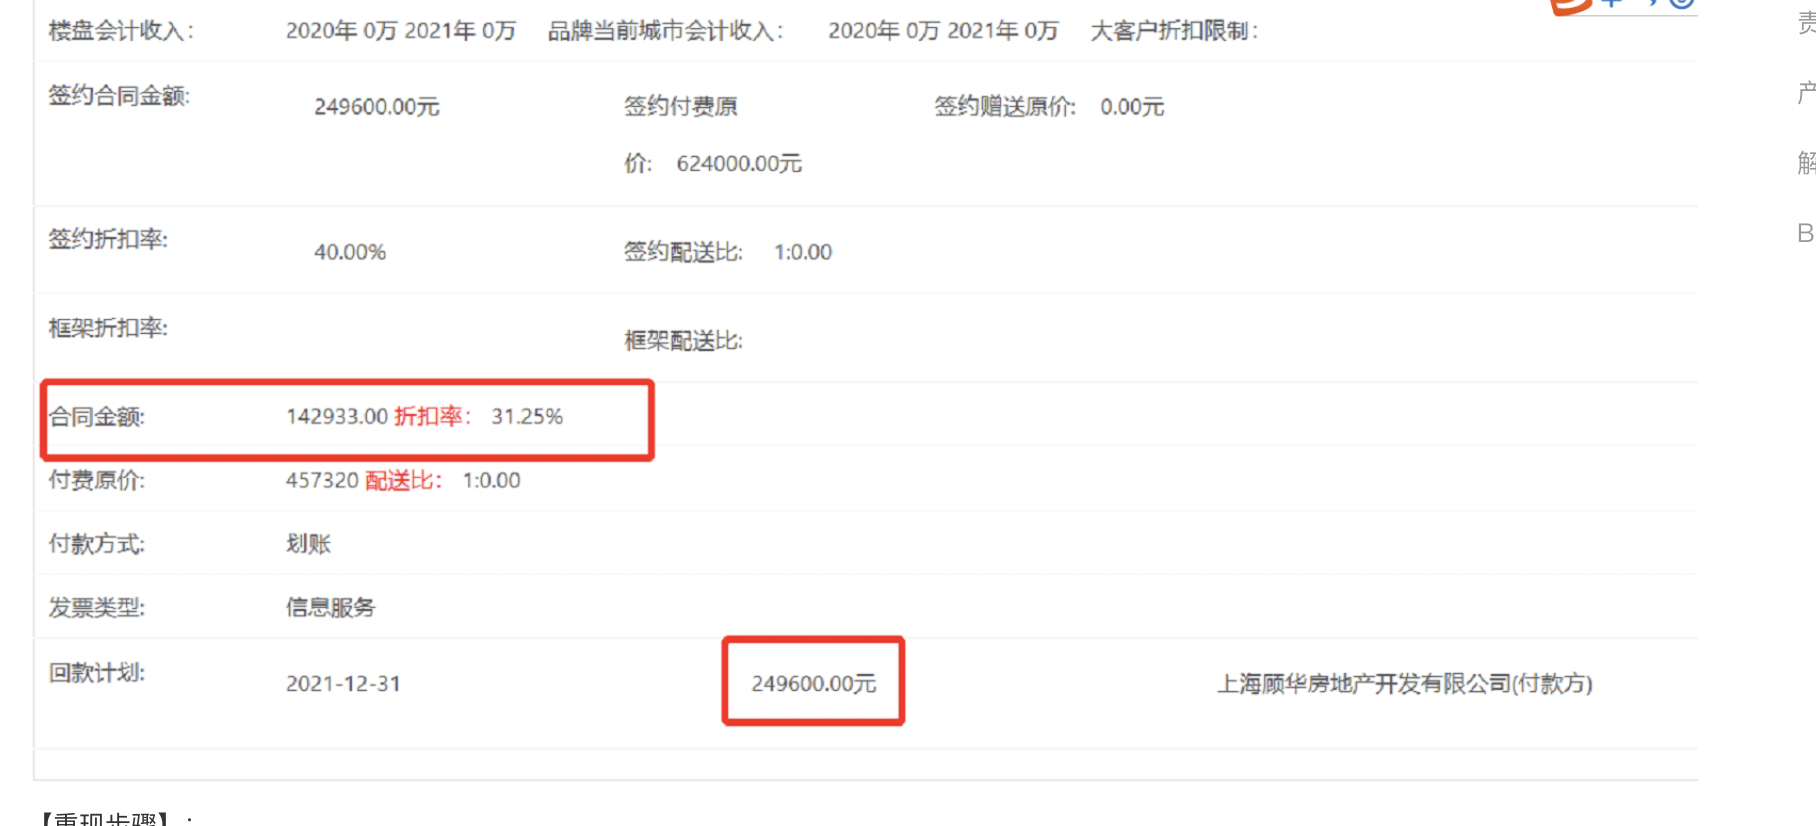 楼盘会计收入： 2020年 0万 2021年 0万 品牌当前城市会计收入： 2020年 0万 2021年 0万 大客户折扣限制：
签约合同金额: 249600.00元 签约付费原 签约赠送原价: 0.00元
价: 624000.00元
签约折扣率: 40.00% 签约配送比: 1:0.00
框架折扣率: 框架配送比:
合同金额: 142933.00 折扣率： 31.25%
付费原价: 457320 配送比： 1:0.00
付款方式: 划账
发票类型: 信息服务
回款计划: 2021-12-31 249600.00元 上海顾华房地产开发有限公司(付款方)
【重现步骤】：
责
产
解
B